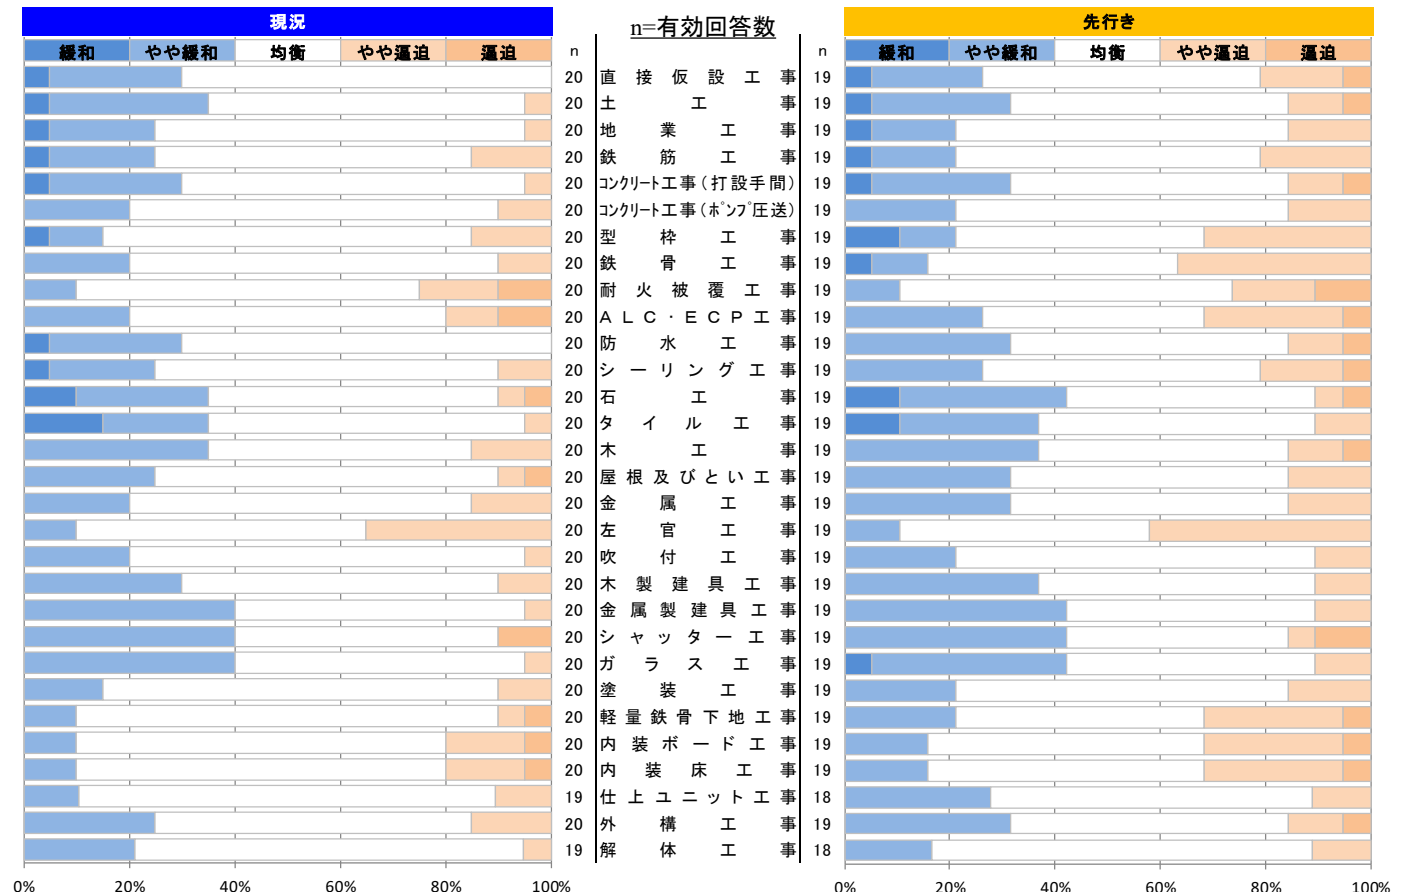 現況 n=有効回答数 先行き
緩和 やや緩和 均衡 やや逼迫 逼迫 n n 緩和 やや緩和 均衡 やや逼迫 逼迫
20 直接仮設工事 19
20 土工事 19
20 地業工事 19
20 鉄筋工事 19
20 コンクリート工事(打設手間) 19
20 コンクリート工事(ポンプ圧送) 19
20 型枠工事 19
20 鉄骨工事 19
20 耐火被覆工事 19
20 ALC・ECP工事 19
20 防水工事 19
20 シーリング工事 19
20 石工事 19
20 タイル工事 19
20 木工事 19
20 屋根及びとい工事 19
20 金属工事 19
20 左官工事 19
20 吹付工事 19
20 木製建具工事 19
20 金属製建具工事 19
20 シャッター工事 19
20 ガラス工事 19
20 塗装工事 19
20 軽量鉄骨下地工事 19
20 内装ボード工事 19
20 内装床工事 19
19 仕上ユニット工事 18
20 外構工事 19
19 解体工事 18
0% 20% 40% 60% 80% 100% 0% 20% 40% 60% 80% 100%